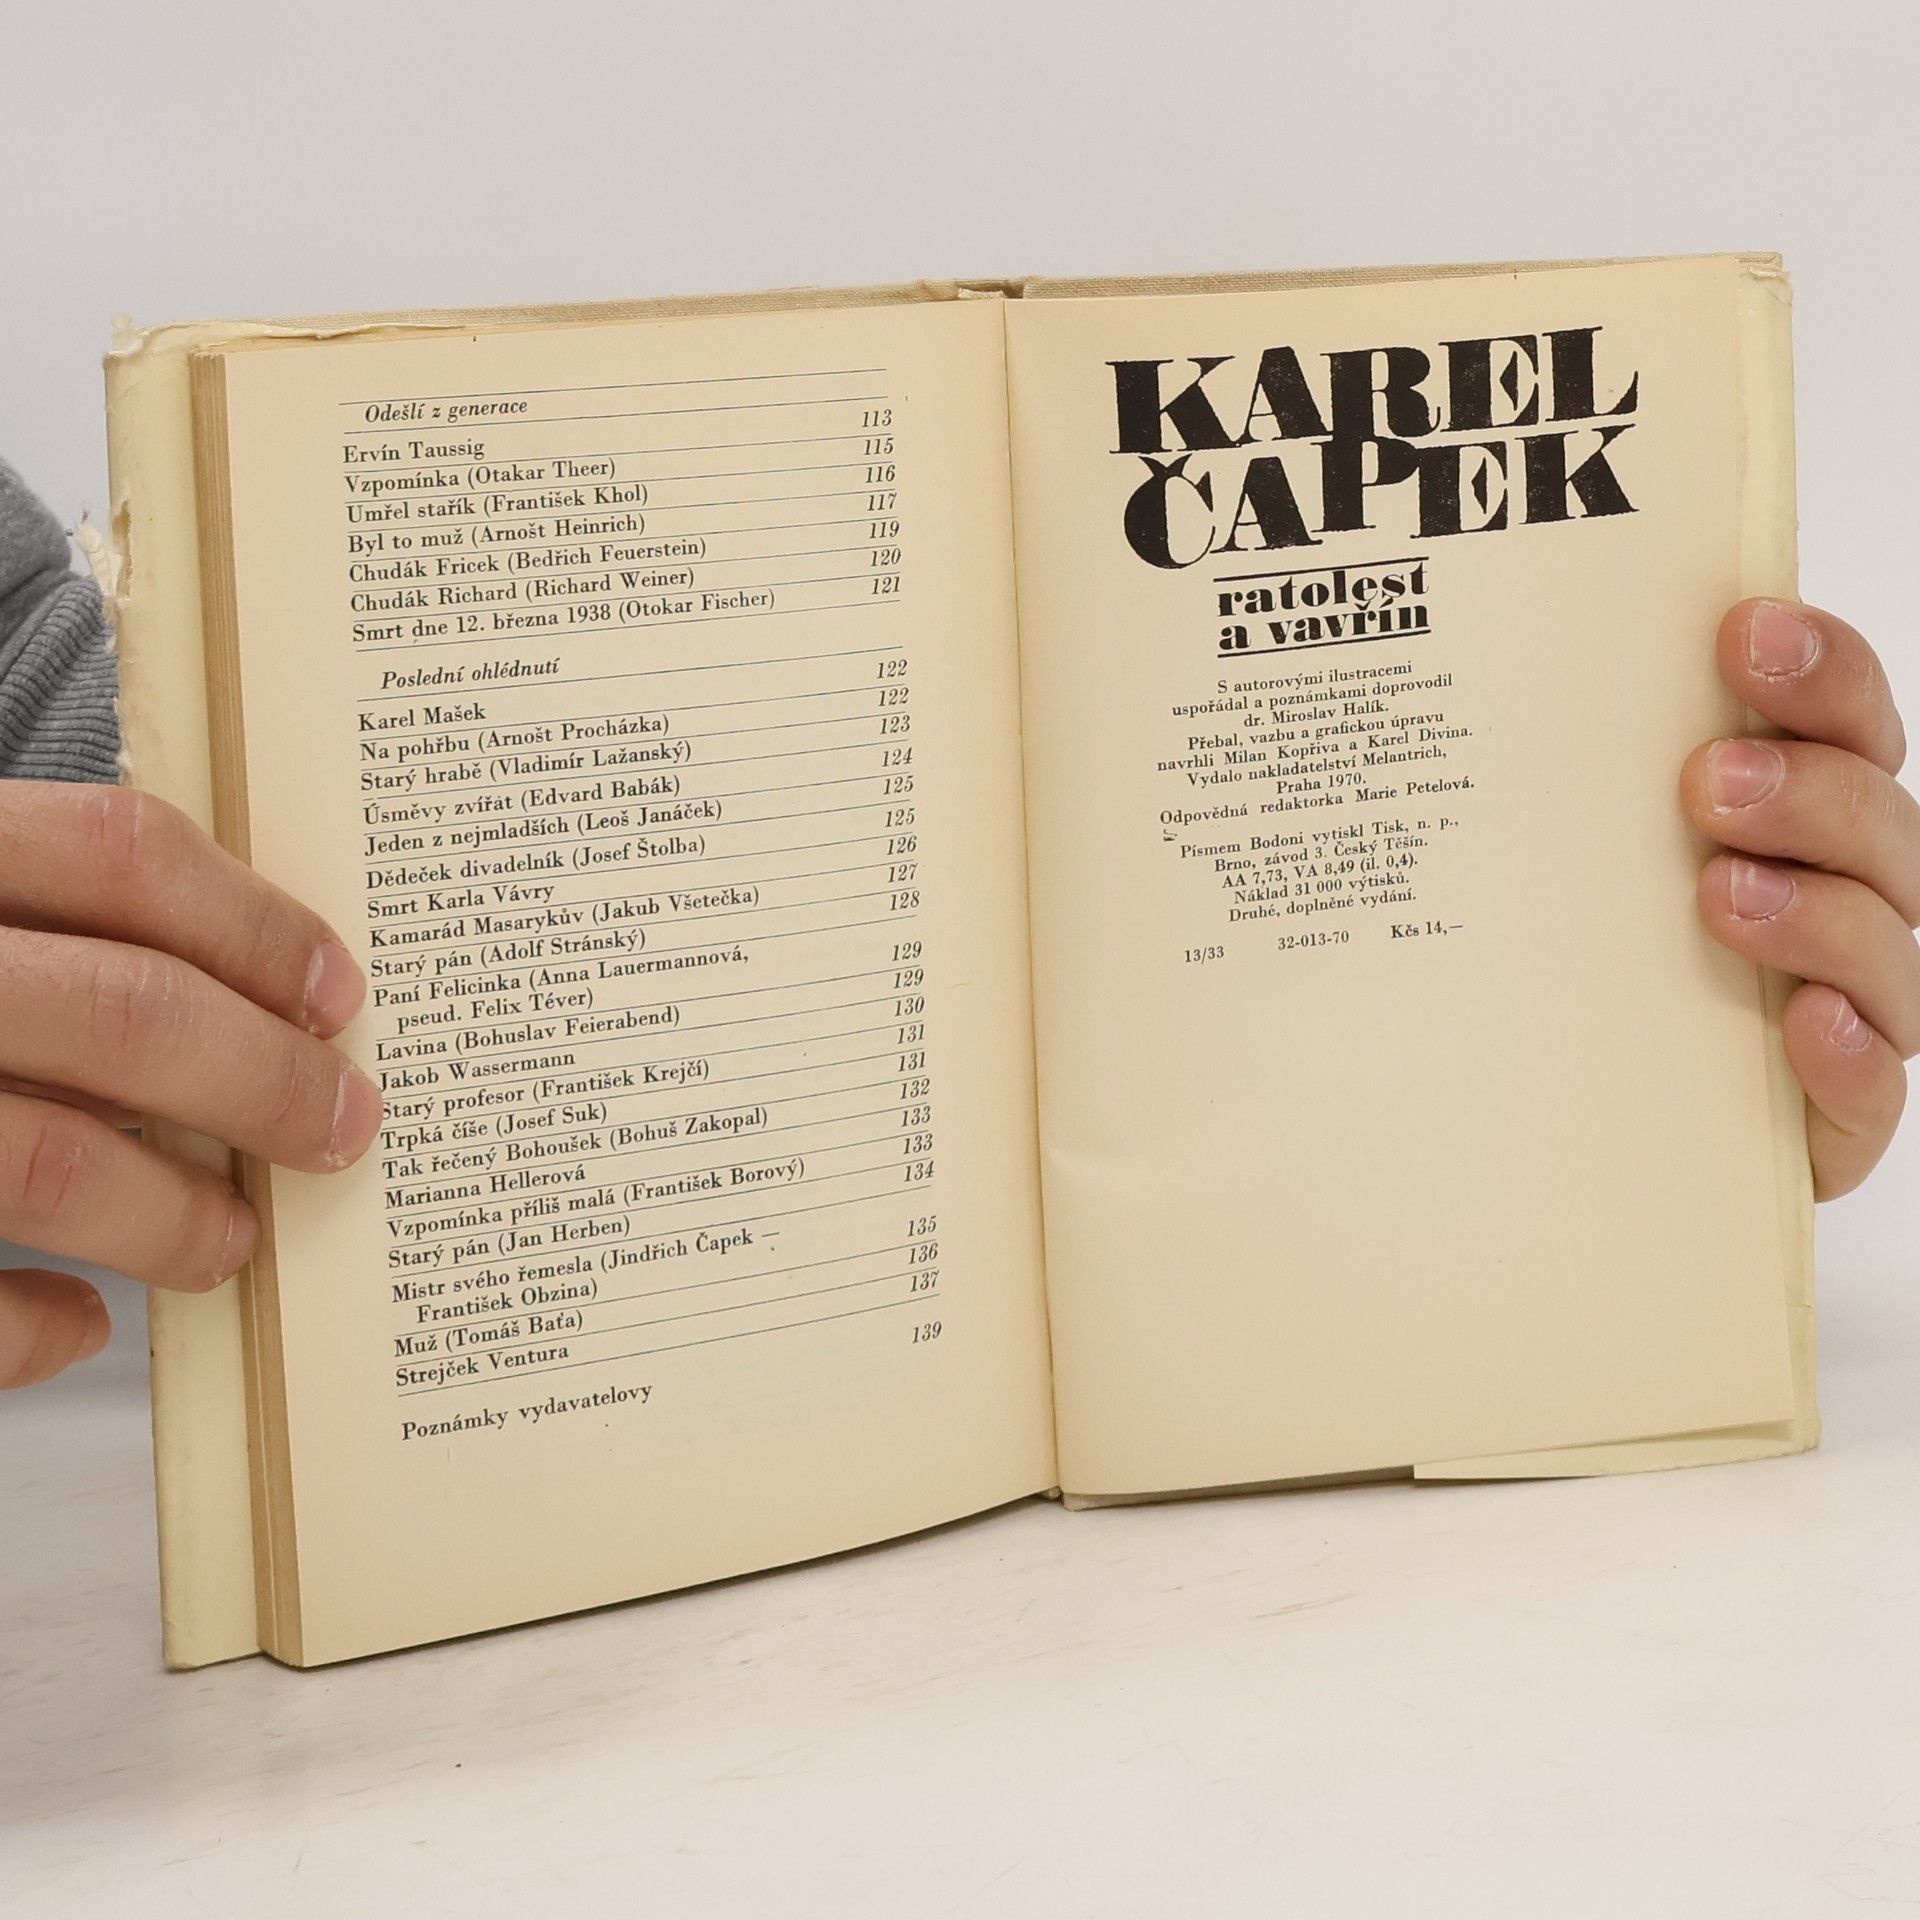 Odešlí z generace
Ervín Taussig 113
Vzpomínka (Otakar Theer) 115
Umřel stařík (František Khol) 116
Byl to muž (Arnošt Heinrich) 117
Chudák Fricek (Bedřich Feuerstein) 119
Chudák Richard (Richard Weiner) 120
Smrt dne 12. března 1938 (Otokar Fischer) 121
Poslední ohlédnutí
Karel Mašek 122
Na pohřbu (Arnošt Procházka) 122
Starý hrabě (Vladimír Lažanský) 123
Úsměvy zvířat (Edvard Babák) 124
Jeden z nejmladších (Leoš Janáček) 125
Dědeček divadelník (Josef Štolba) 125
Smrt Karla Vávry 126
Kamarád Masarykův (Jakub Všetečka) 127
Starý pán (Adolf Stránský) 128
Paní Felicinka (Anna Lauermannová,
pseud. Felix Téver) 129
Lavina (Bohuslav Feierabend) 129
Jakob Wassermann 130
Starý profesor (František Krejčí) 131
Trpká číše (Josef Suk) 131
Tak řečený Bohoušek (Bohuš Zakopal) 132
Marianna Hellerová 133
Vzpomínka příliš malá (František Borový) 133
Starý pán (Jan Herben) 134
Mistr svého řemesla (Jindřich Čapek —
František Obzina) 135
Muž (Tomáš Baťa) 136
Strejček Ventura 137
Poznámky vydavatelovy 139
KAREL
ČAPEK
ratolest
a vavřín
S autorovými ilustracemi
uspořádal a poznámkami doprovodil
dr. Miroslav Halík.
Přebal, vazbu a grafickou úpravu
navrhli Milan Kopřiva a Karel Divina.
Vydalo nakladatelství Melantrich,
Praha 1970.
Odpovědná redaktorka Marie Petelová.
Písmem Bodoni vytiskl Tisk, n. p.,
Brno, závod 3. Český Těšín.
AA 7,73, VA 8,49 (il. 0,4).
Náklad 31 000 výtisků.
Druhé, doplněné vydání.
13/33 32-013-70 Kčs 14,—